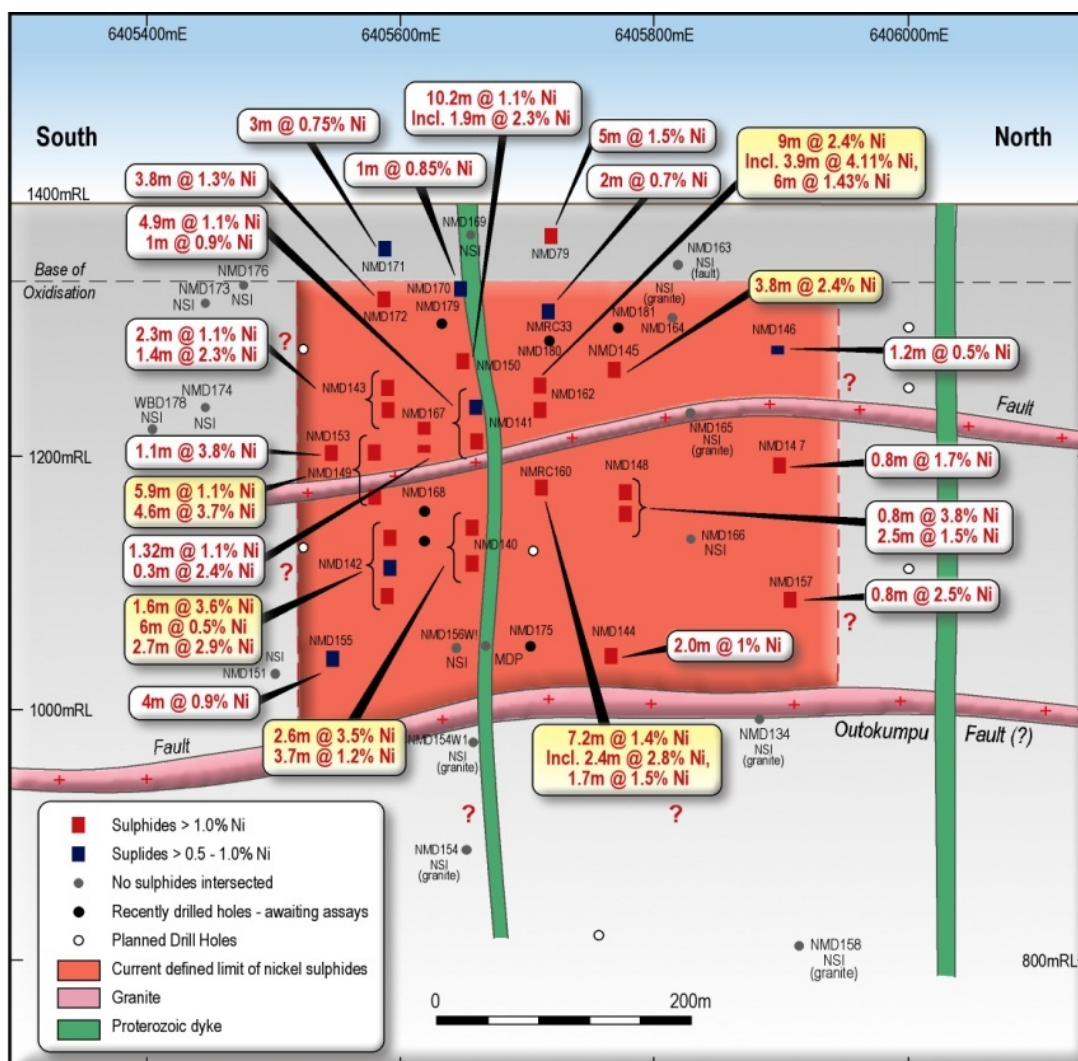 6405400mE
6405600mE
6405800mE
6406000mE
South
North
10.2m @ 1.1% Ni
Incl. 1.9m @ 2.3% Ni
3m @ 0.75% Ni
5m @ 1.5% Ni
9m @ 2.4% Ni
Incl. 3.9m @ 4.11% Ni,
6m @ 1.43% Ni
1m @ 0.85% Ni
3.8m @ 1.3% Ni
2m @ 0.7% Ni
1400mRL
4.9m @ 1.1% Ni
1m @ 0.9% Ni
NMD169
NSI
NMD79
NMD171
NMD163
NSI
(fault)
Base of
Oxidisation
NMD176
NSI
NMD173
NSI
NMD170
NMD179
NMD172
NMRC33
NSI
(granite)
NMD164
NMD181
NMD180
3.8m @ 2.4% Ni
NMD146
1.2m @ 0.5% Ni
2.3m @ 1.1% Ni
1.4m @ 2.3% Ni
?
NMD150
NMD145
?
NMD143
NMD162
NMD174
NSI
WBD178
NSI
NMD167
NMD141
NMD165
NSI
(granite)
Fault
NMD153
1200mRL
1.1m @ 3.8% Ni
NMD149
NMD14 7
0.8m @ 1.7% Ni
5.9m @ 1.1% Ni
4.6m @ 3.7% Ni
NMD168
NMRC160
NMD148
0.8m @ 3.8% Ni
2.5m @ 1.5% Ni
1.32m @ 1.1% Ni
0.3m @ 2.4% Ni
NMD166
NSI
?
NMD142
NMD140
NMD157
0.8m @ 2.5% Ni
1.6m @ 3.6% Ni
6m @ 0.5% Ni
2.7m @ 2.9% Ni
?
NMD155
NMD156W!
NSI
MDP
NMD175
NMD144
2.0m @ 1% Ni
NSI
NMD151
4m @ 0.9% Ni
1000mRL
Fault
2.6m @ 3.5% Ni
3.7m @ 1.2% Ni
NMD154W1
NSI
(granite)
7.2m @ 1.4% Ni
Incl. 2.4m @ 2.8% Ni,
1.7m @ 1.5% Ni
NMD134
NSI
(granite)
Outokumpu
Fault (?)
?
?
NMD154
NSI
(granite)
NMD158
NSI
(granite)
800mRL
Sulphides > 1.0% Ni
Suplides > 0.5 - 1.0% Ni
No sulphides intersected
Recently drilled holes - awaiting assays
Planned Drill Holes
Current defined limit of nickel sulphides
Granite
Proterozoic dyke
0
200m